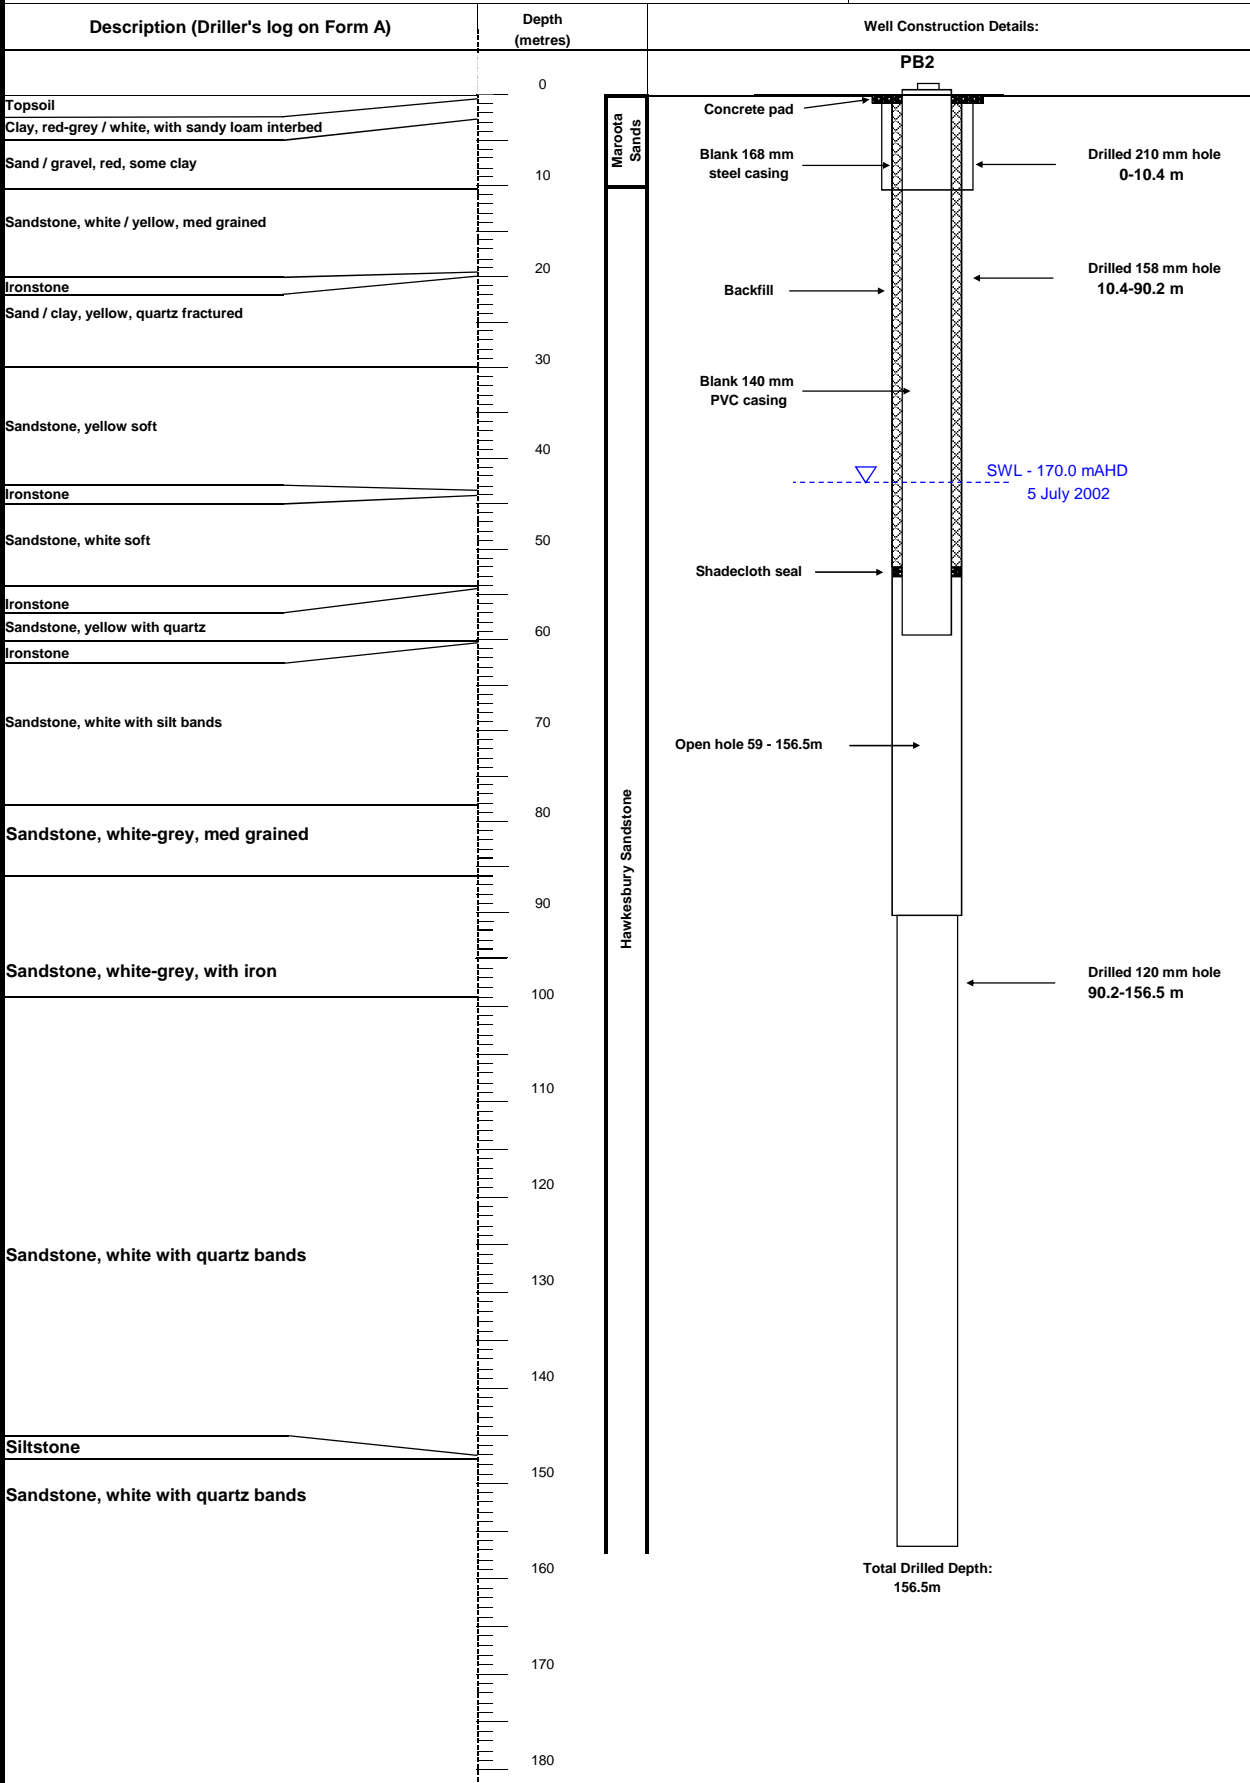 Description (Driller's log on Form A)
Depth
(metres)
Well Construction Details:
PB2
0
Topsoil
Clay, red-grey / white, with sandy loam interbed
Sand / gravel, red, some clay
10
Sandstone, white / yellow, med grained
20
Ironstone
Sand / clay, yellow, quartz fractured
30
Sandstone, yellow soft
40
Ironstone
Sandstone, white soft
50
Ironstone
Sandstone, yellow with quartz
60
Ironstone
Sandstone, white with silt bands
70
80
Sandstone, white-grey, med grained
90
Sandstone, white-grey, with iron
100
110
120
Sandstone, white with quartz bands
130
140
Siltstone
150
Sandstone, white with quartz bands
160
170
180
Maroota
Sands
Hawkesbury Sandstone
Concrete pad
Blank 168 mm
steel casing
Drilled 210 mm hole
0-10.4 m
Drilled 158 mm hole
10.4-90.2 m
Backfill
Blank 140 mm
PVC casing
SWL - 170.0 mAHD
5 July 2002
Shadecloth seal
Open hole 59 - 156.5m
Drilled 120 mm hole
90.2-156.5 m
Total Drilled Depth:
156.5m